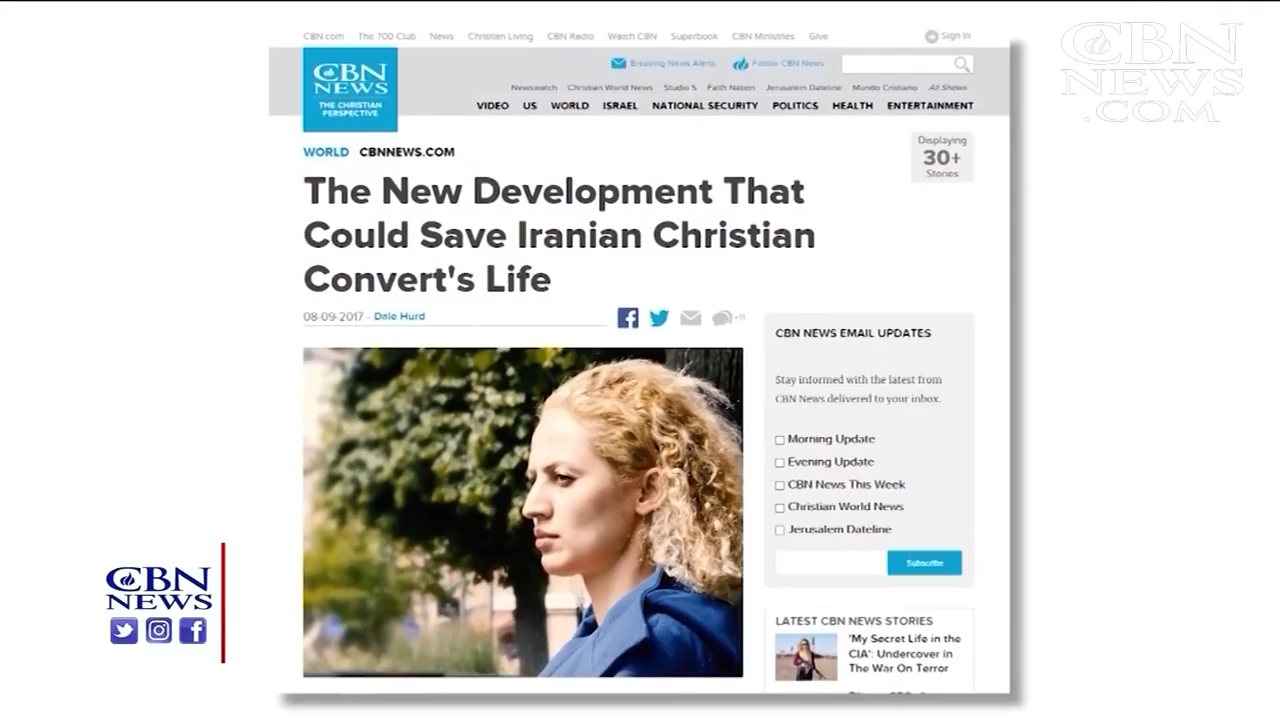 CBN.com The 700 Club News Christian Living CBN Radio Watch CBN Superbook CBN Ministries Give Sign In
CBN
NEWS
.COM
CBN
NEWS
THE CHRISTIAN
PERSPECTIVE
Breaking News Alerts Follow CBN News
Newswatch Christian World News Studio 5 Faith Nation Jerusalem Dateline Mundo Cristiano All Shows
VIDEO US WORLD ISRAEL NATIONAL SECURITY POLITICS HEALTH ENTERTAINMENT
WORLD CBNNEWS.COM
Displaying
30+
Stories
The New Development That
Could Save Iranian Christian
Convert's Life
08-09-2017 - Dale Hurd
CBN NEWS EMAIL UPDATES
Stay informed with the latest from
CBN News delivered to your inbox.
Morning Update
Evening Update
CBN News This Week
Christian World News
Jerusalem Dateline
Subscribe
LATEST CBN NEWS STORIES
'My Secret Life in the
CIA': Undercover in
The War On Terror
CBN
NEWS